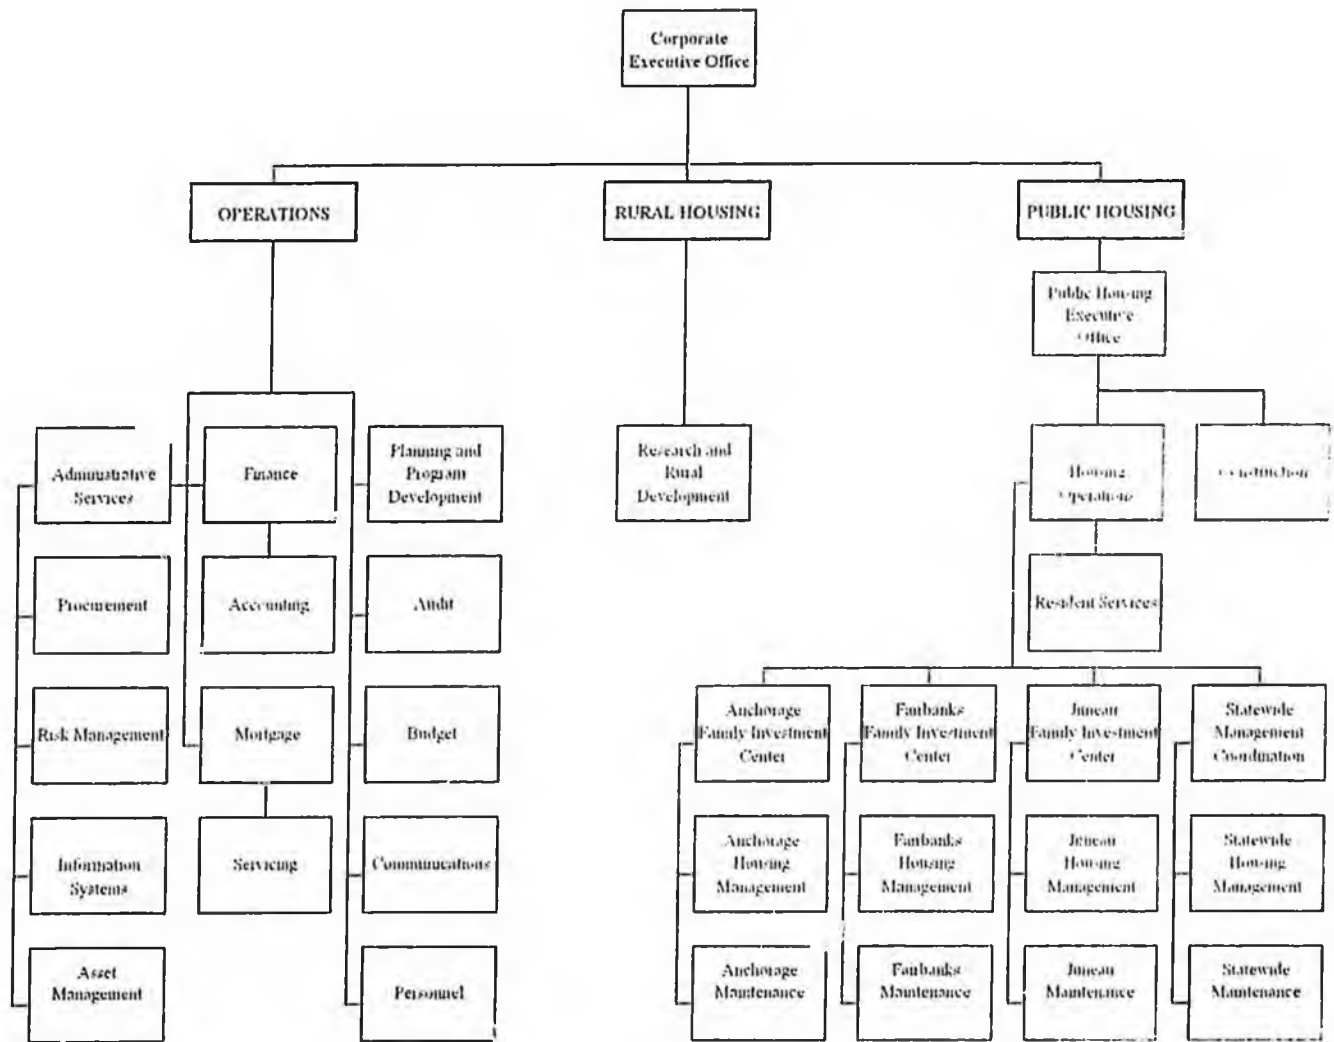 Corporate
Executive Office
OPERATIONS
RURAL HOUSING
PUBLIC HOUSING
Public Housing
Executive
Office
Administrative
Services
Finance
Planning and
Program
Development
Research and
Rural
Development
Housing
Operations
Construction
Procurement
Accounting
Audit
Resident Services
Risk Management
Mortgage
Budget
Anchorage
Family Investment
Center
Fairbanks
Family Investment
Center
Juneau
Family Investment
Center
Statewide
Management
Coordination
Information
Systems
Servicing
Communications
Anchorage
Housing
Management
Fairbanks
Housing
Management
Juneau
Housing
Management
Statewide
Housing
Management
Asset
Management
Personnel
Anchorage
Maintenance
Fairbanks
Maintenance
Juneau
Maintenance
Statewide
Maintenance